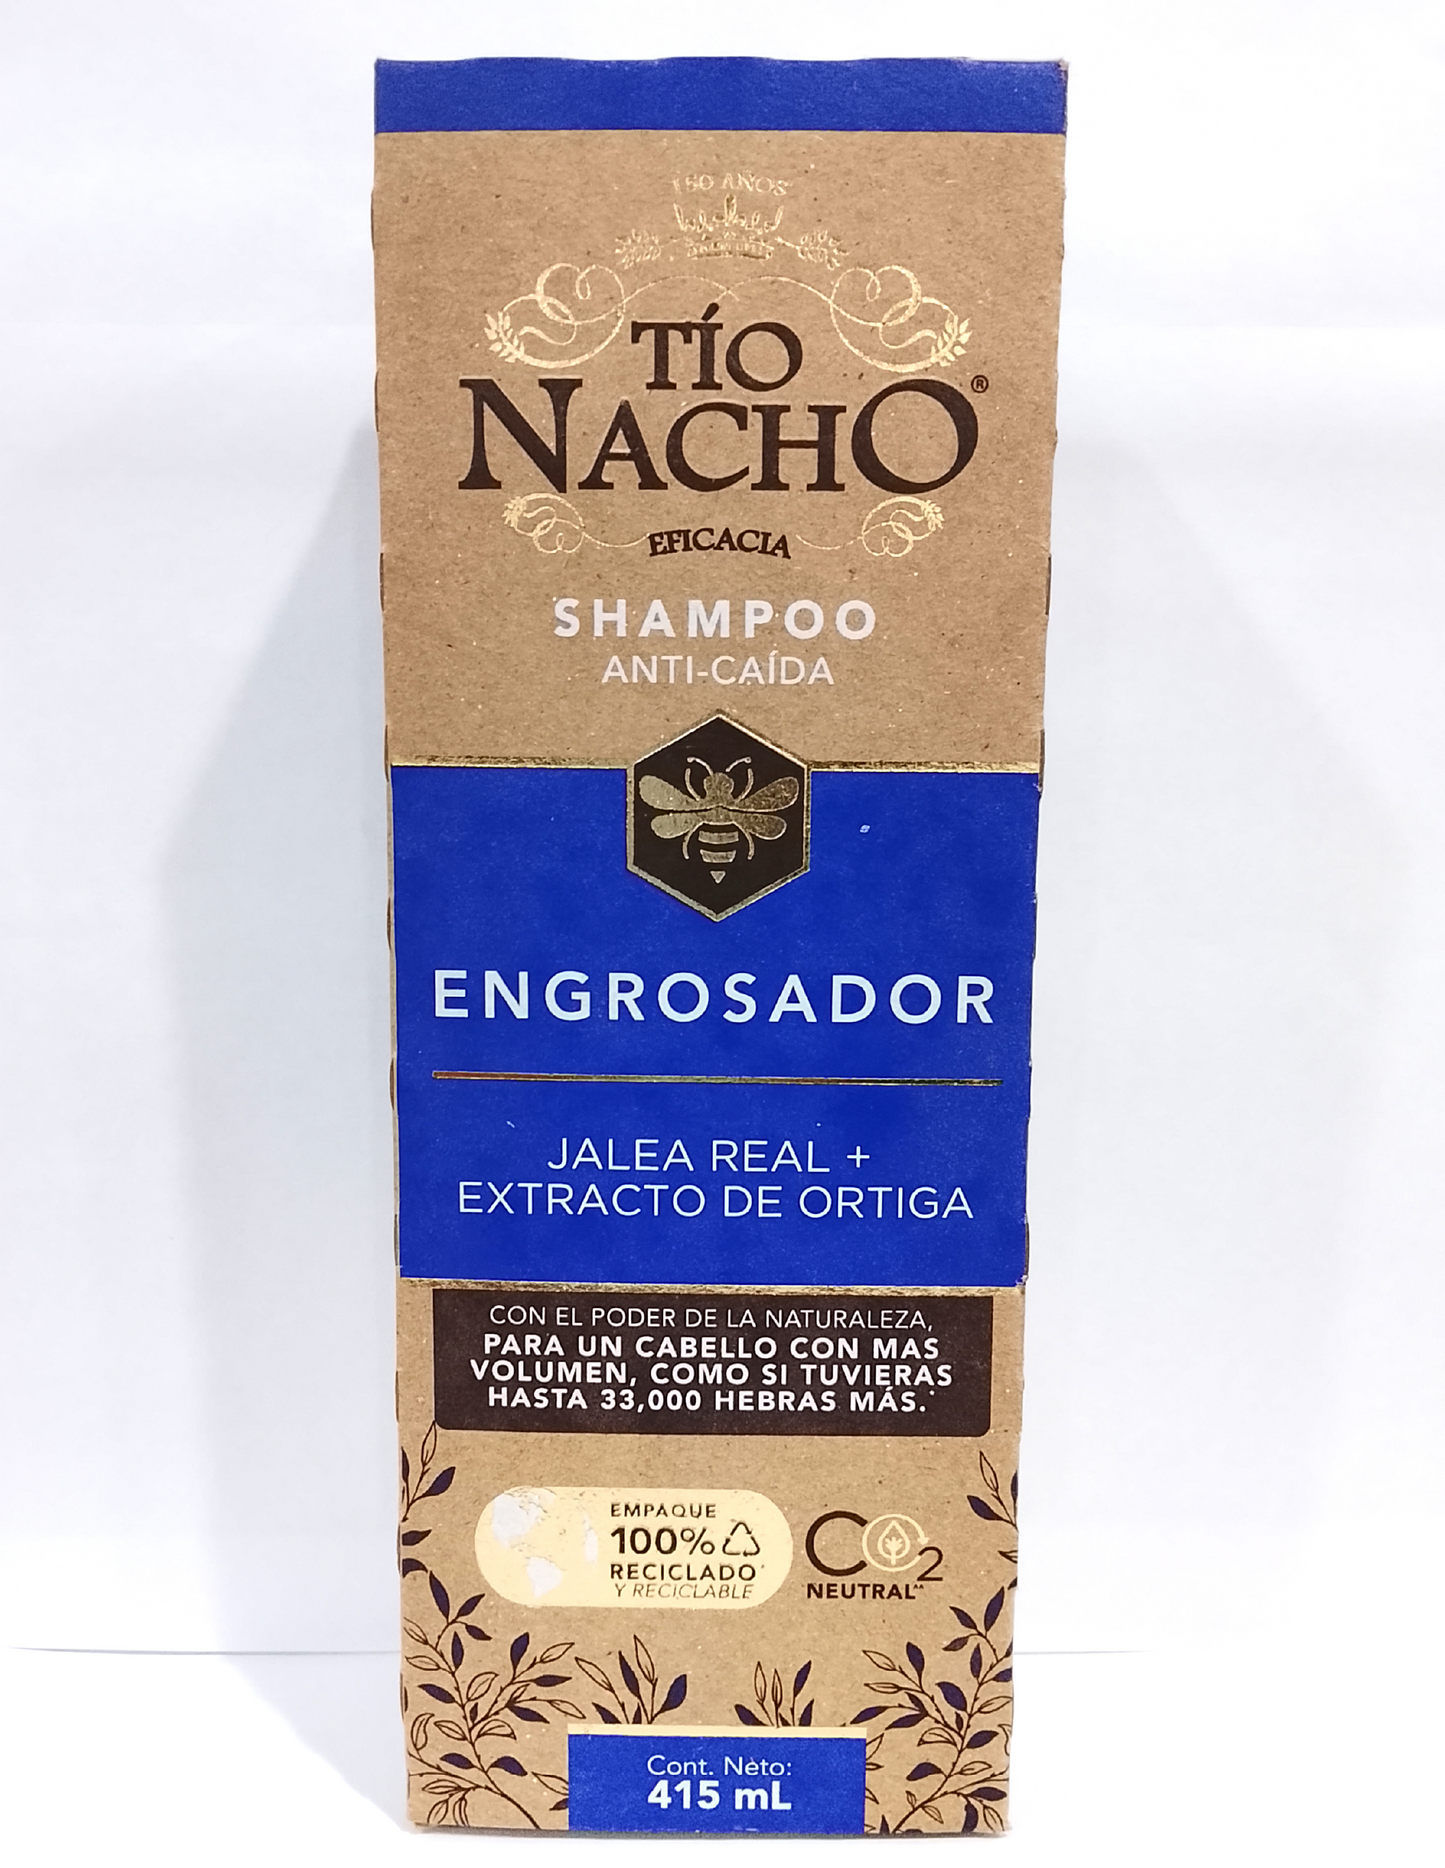 150 AÑOS
TÍO
NACHO®
EFICACIA
SHAMPOO
ANTI-CAÍDA
ENGROSADOR
JALEA REAL +
EXTRACTO DE ORTIGA
CON EL PODER DE LA NATURALEZA,
PARA UN CABELLO CON MAS
VOLUMEN, COMO SI TUVIERAS
HASTA 33,000 HEBRAS MÁS.*
EMPAQUE
100%
RECICLADO*
Y RECICLABLE
CO2
NEUTRAL^^
Cont. Neto:
415 mL